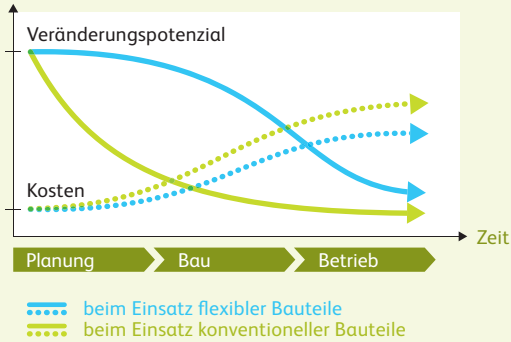 Veränderungspotenzial
Kosten
Zeit
Planung
Bau
Betrieb
beim Einsatz flexibler Bauteile
beim Einsatz konventioneller Bauteile